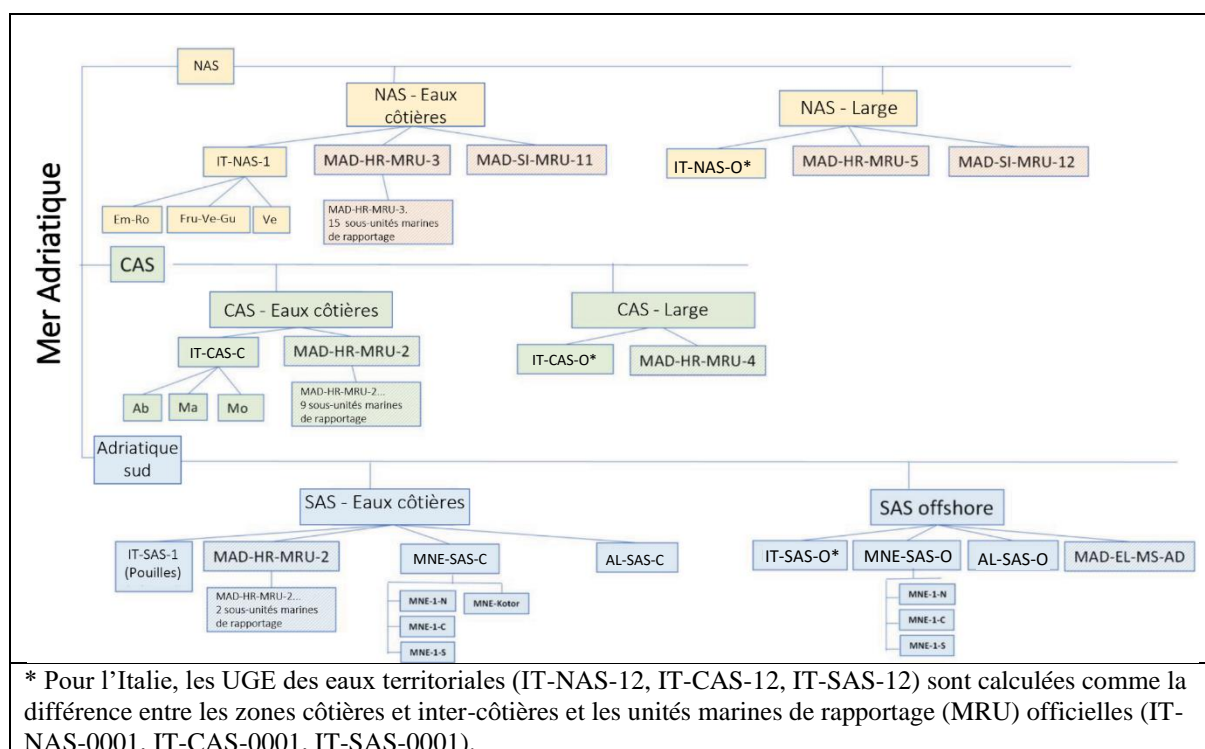 Mer Adriatique
NAS
NAS - Eaux
côtières
NAS - Large
IT-NAS-1
MAD-HR-MRU-3
MAD-SI-MRU-11
IT-NAS-O*
MAD-HR-MRU-5
MAD-SI-MRU-12
Em-Ro
Fru-Ve-Gu
Ve
MAD-HR-MRU-3.
15 sous-unités marines
de rapportage
CAS
CAS - Eaux côtières
CAS - Large
IT-CAS-C
MAD-HR-MRU-2
IT-CAS-O*
MAD-HR-MRU-4
Ab
Ma
Mo
MAD-HR-MRU-2...
9 sous-unités marines
de rapportage
Adriatique
sud
SAS - Eaux côtières
SAS offshore
IT-SAS-1
(Pouilles)
MAD-HR-MRU-2
MNE-SAS-C
AL-SAS-C
IT-SAS-O*
MNE-SAS-O
AL-SAS-O
MAD-EL-MS-AD
MAD-HR-MRU-2...
2 sous-unités marines
de rapportage
MNE-1-N
MNE-Kotor
MNE-1-C
MNE-1-S
MNE-1-N
MNE-1-C
MNE-1-S
* Pour l’Italie, les UGE des eaux territoriales (IT-NAS-12, IT-CAS-12, IT-SAS-12) sont calculées comme la
différence entre les zones côtières et inter-côtières et les unités marines de rapportage (MRU) officielles (IT-
NAS-0001, IT-CAS-0001, IT-SAS-0001).